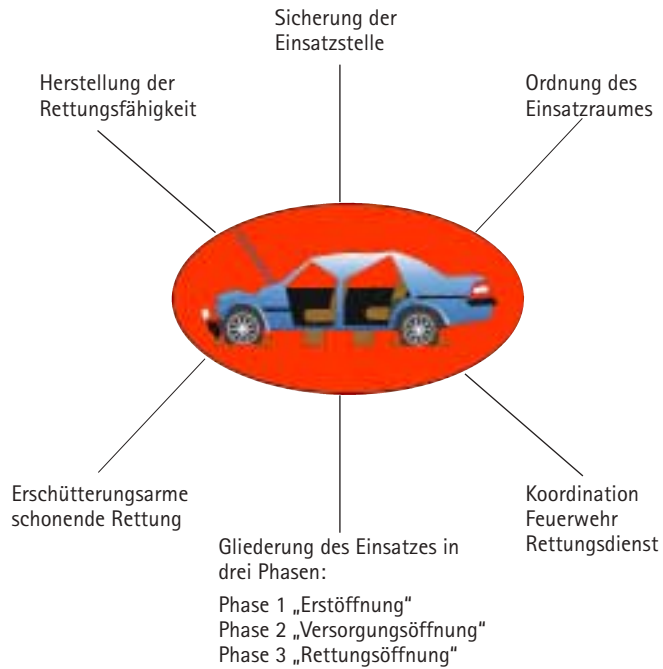 Sicherung der
Einsatzstelle
Herstellung der
Rettungsfähigkeit
Ordnung des
Einsatzraumes
Erschütterungsarme
schonende Rettung
Koordination
Feuerwehr
Rettungsdienst
Gliederung des Einsatzes in
drei Phasen:
Phase 1 „Erstöffnung"
Phase 2 „Versorgungsöffnung"
Phase 3 „Rettungsöffnung"